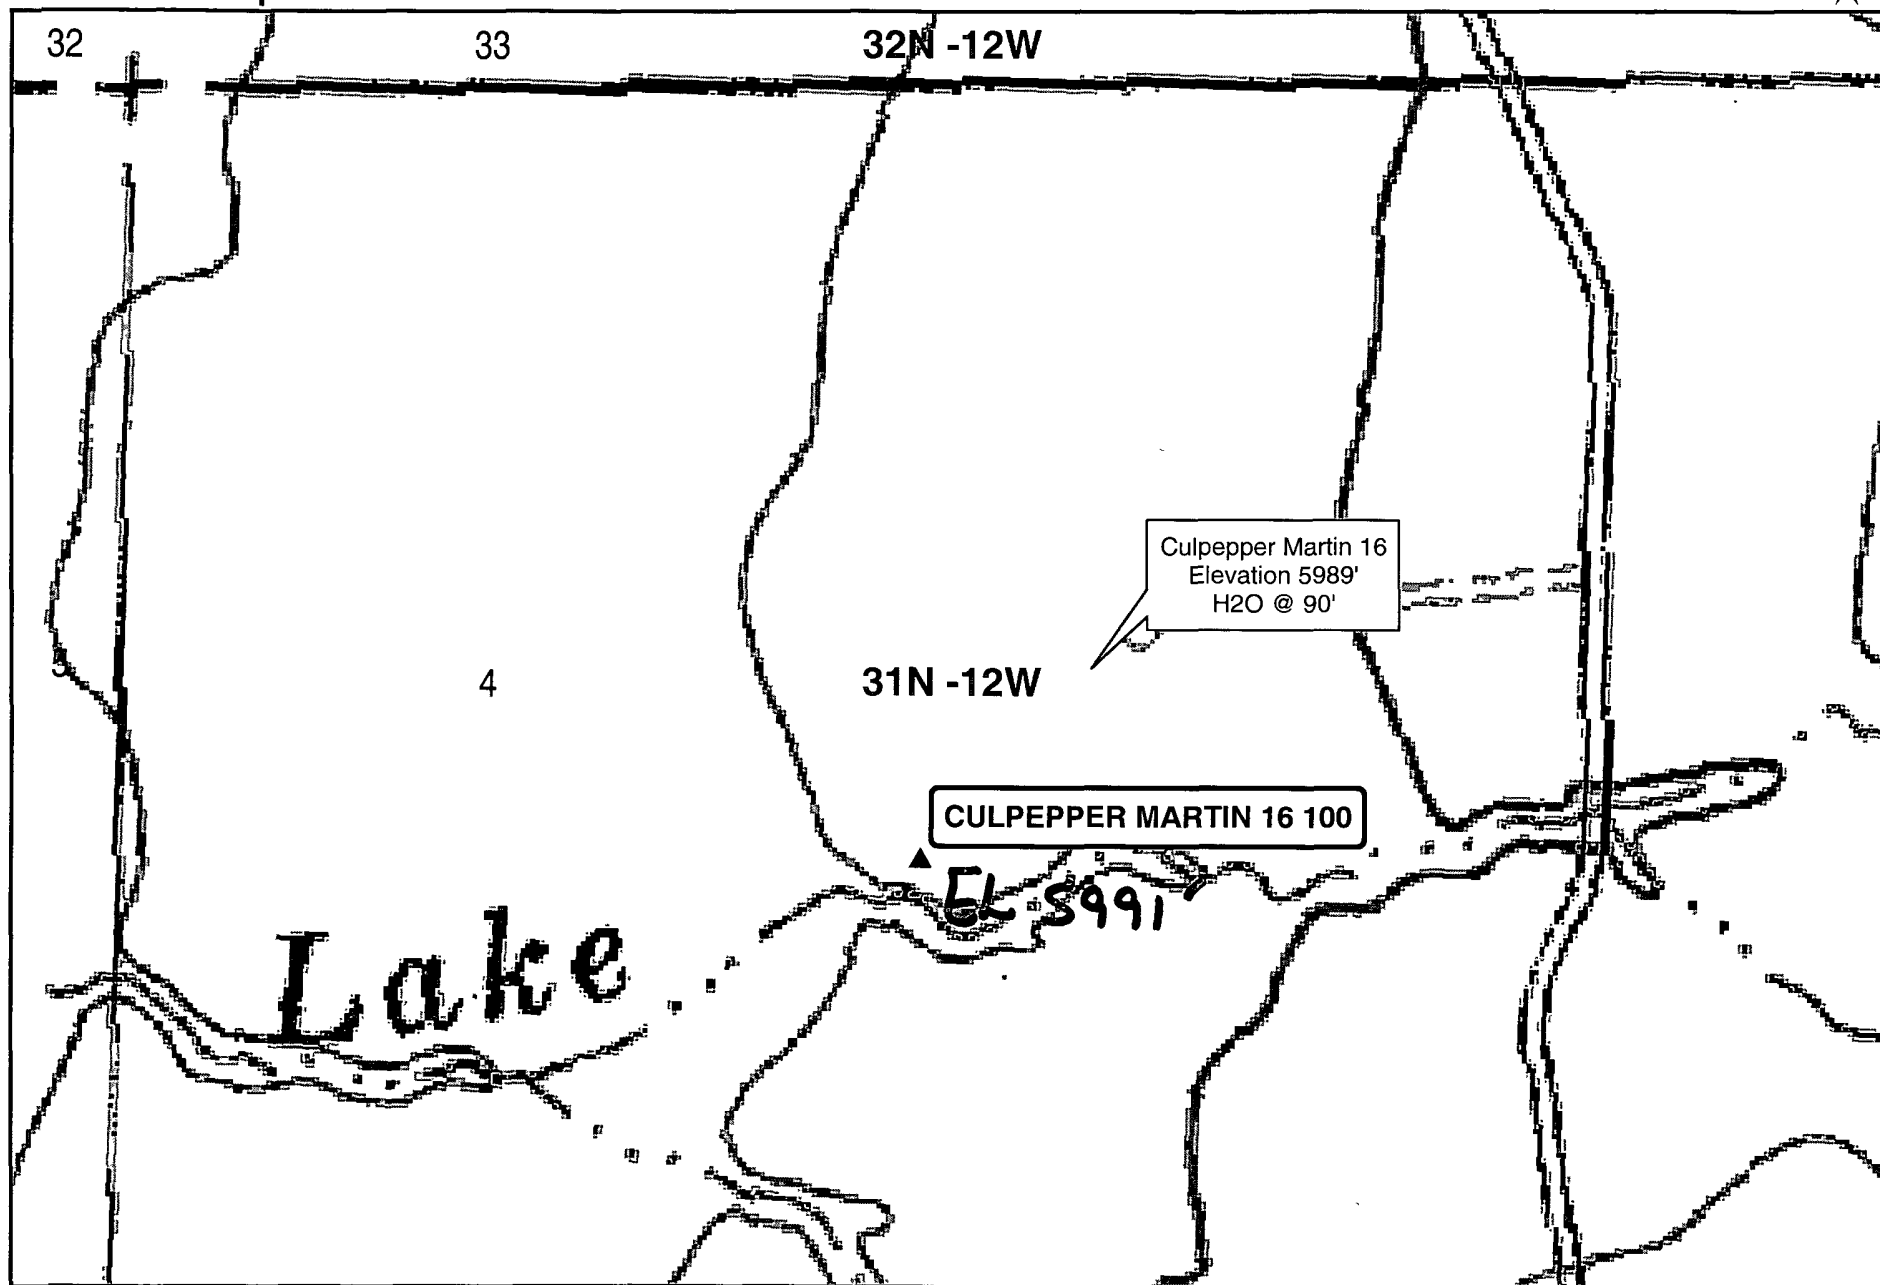 32
33
32N -12W
Culpepper Martin 16
Elevation 5989'
H2O @ 90'
4
31N -12W
CULPEPPER MARTIN 16 100
EL 5991'
Lake